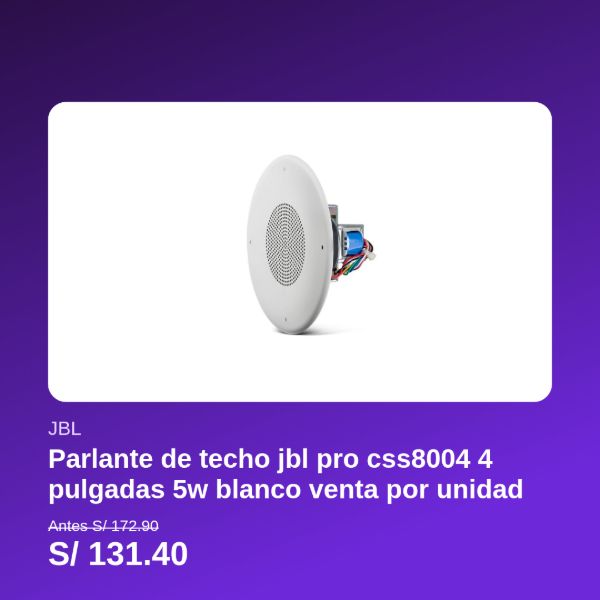 JBL
Parlante de techo jbl pro css8004 4
pulgadas 5w blanco venta por unidad
Antes S/ 172.90
S/ 131.40